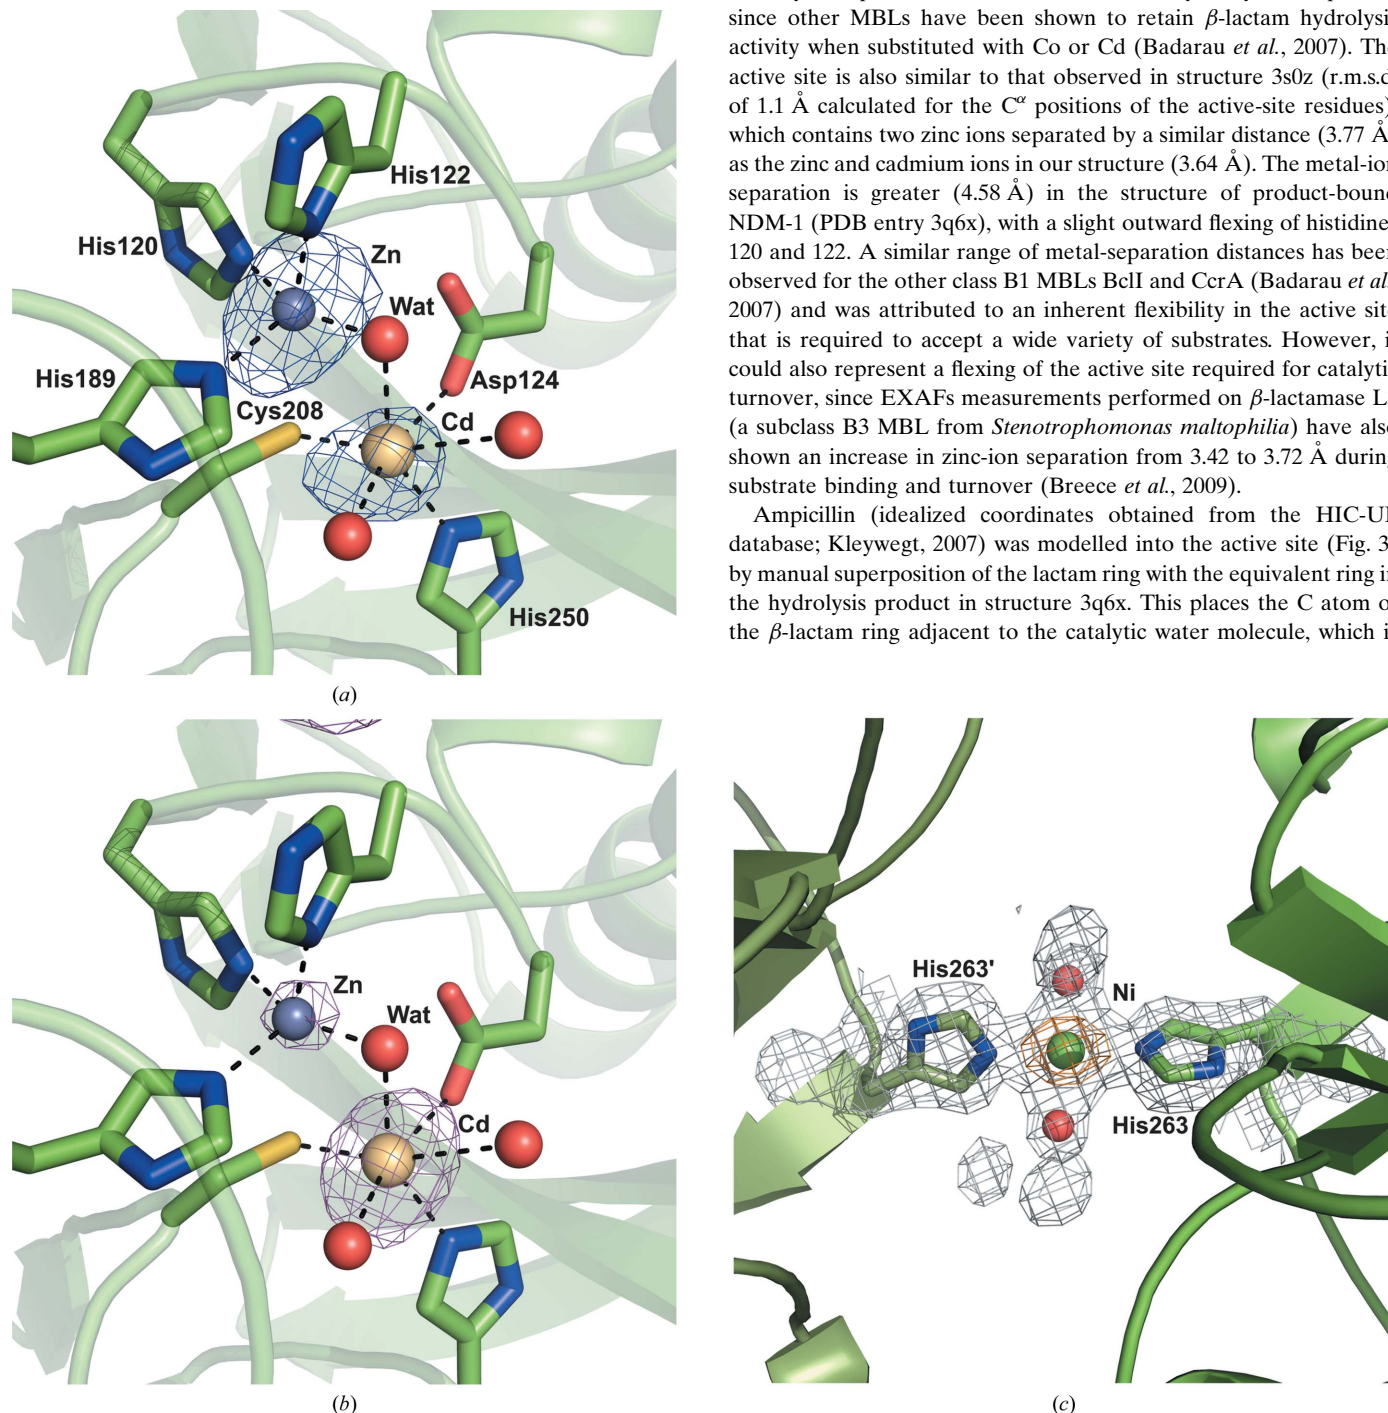 since other MBLs have been shown to retain β-lactam hydrolysi
activity when substituted with Co or Cd (Badarau et al., 2007). The
active site is also similar to that observed in structure 3s0z (r.m.s.d
of 1.1 Å calculated for the Cα positions of the active-site residues)
which contains two zinc ions separated by a similar distance (3.77 Å
as the zinc and cadmium ions in our structure (3.64 Å). The metal-ion
separation is greater (4.58 Å) in the structure of product-bound
NDM-1 (PDB entry 3q6x), with a slight outward flexing of histidine
120 and 122. A similar range of metal-separation distances has been
observed for the other class B1 MBLs BclI and CcrA (Badarau et al.
2007) and was attributed to an inherent flexibility in the active site
that is required to accept a wide variety of substrates. However, i
could also represent a flexing of the active site required for catalyti
turnover, since EXAFs measurements performed on β-lactamase L
(a subclass B3 MBL from Stenotrophomonas maltophilia) have also
shown an increase in zinc-ion separation from 3.42 to 3.72 Å during
substrate binding and turnover (Breece et al., 2009).
Ampicillin (idealized coordinates obtained from the HIC-U
database; Kleywegt, 2007) was modelled into the active site (Fig. 3
by manual superposition of the lactam ring with the equivalent ring in
the hydrolysis product in structure 3q6x. This places the C atom o
the β-lactam ring adjacent to the catalytic water molecule, which i
His122
His120
Zn
Wat
His189
Asp124
Cys208
Cd
His250
(a)
Zn
Wat
Cd
(b)
His263'
Ni
His263
(c)